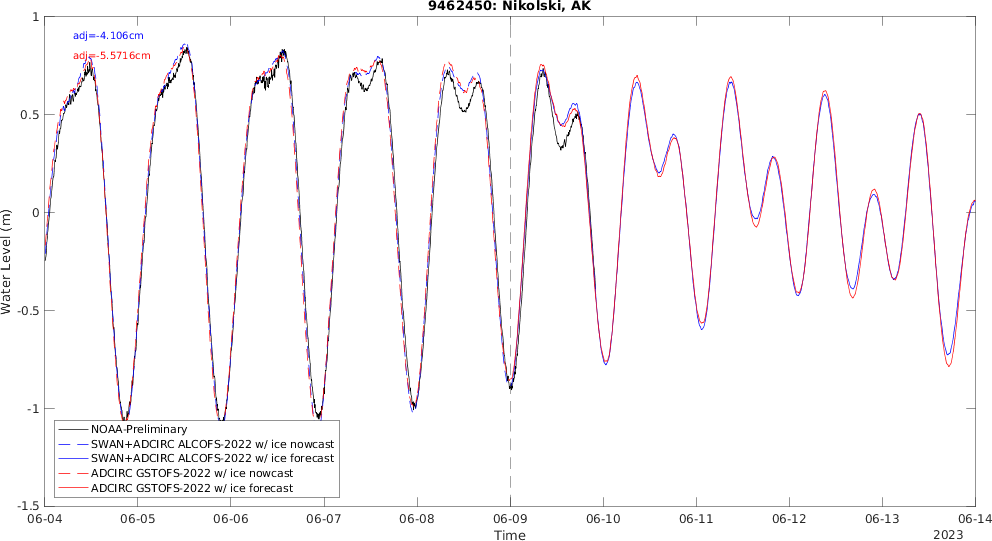 9462450: Nikolski, AK
adj=-4.106cm
adj=-5.5716cm
Water Level (m)
1
0.5
0
-0.5
-1
-1.5
NOAA-Preliminary
SWAN+ADCIRC ALCOFS-2022 w/ ice nowcast
SWAN+ADCIRC ALCOFS-2022 w/ ice forecast
ADCIRC GSTOFS-2022 w/ ice nowcast
ADCIRC GSTOFS-2022 w/ ice forecast
06-04 06-05 06-06 06-07 06-08 06-09 06-10 06-11 06-12 06-13 06-14
Time
2023